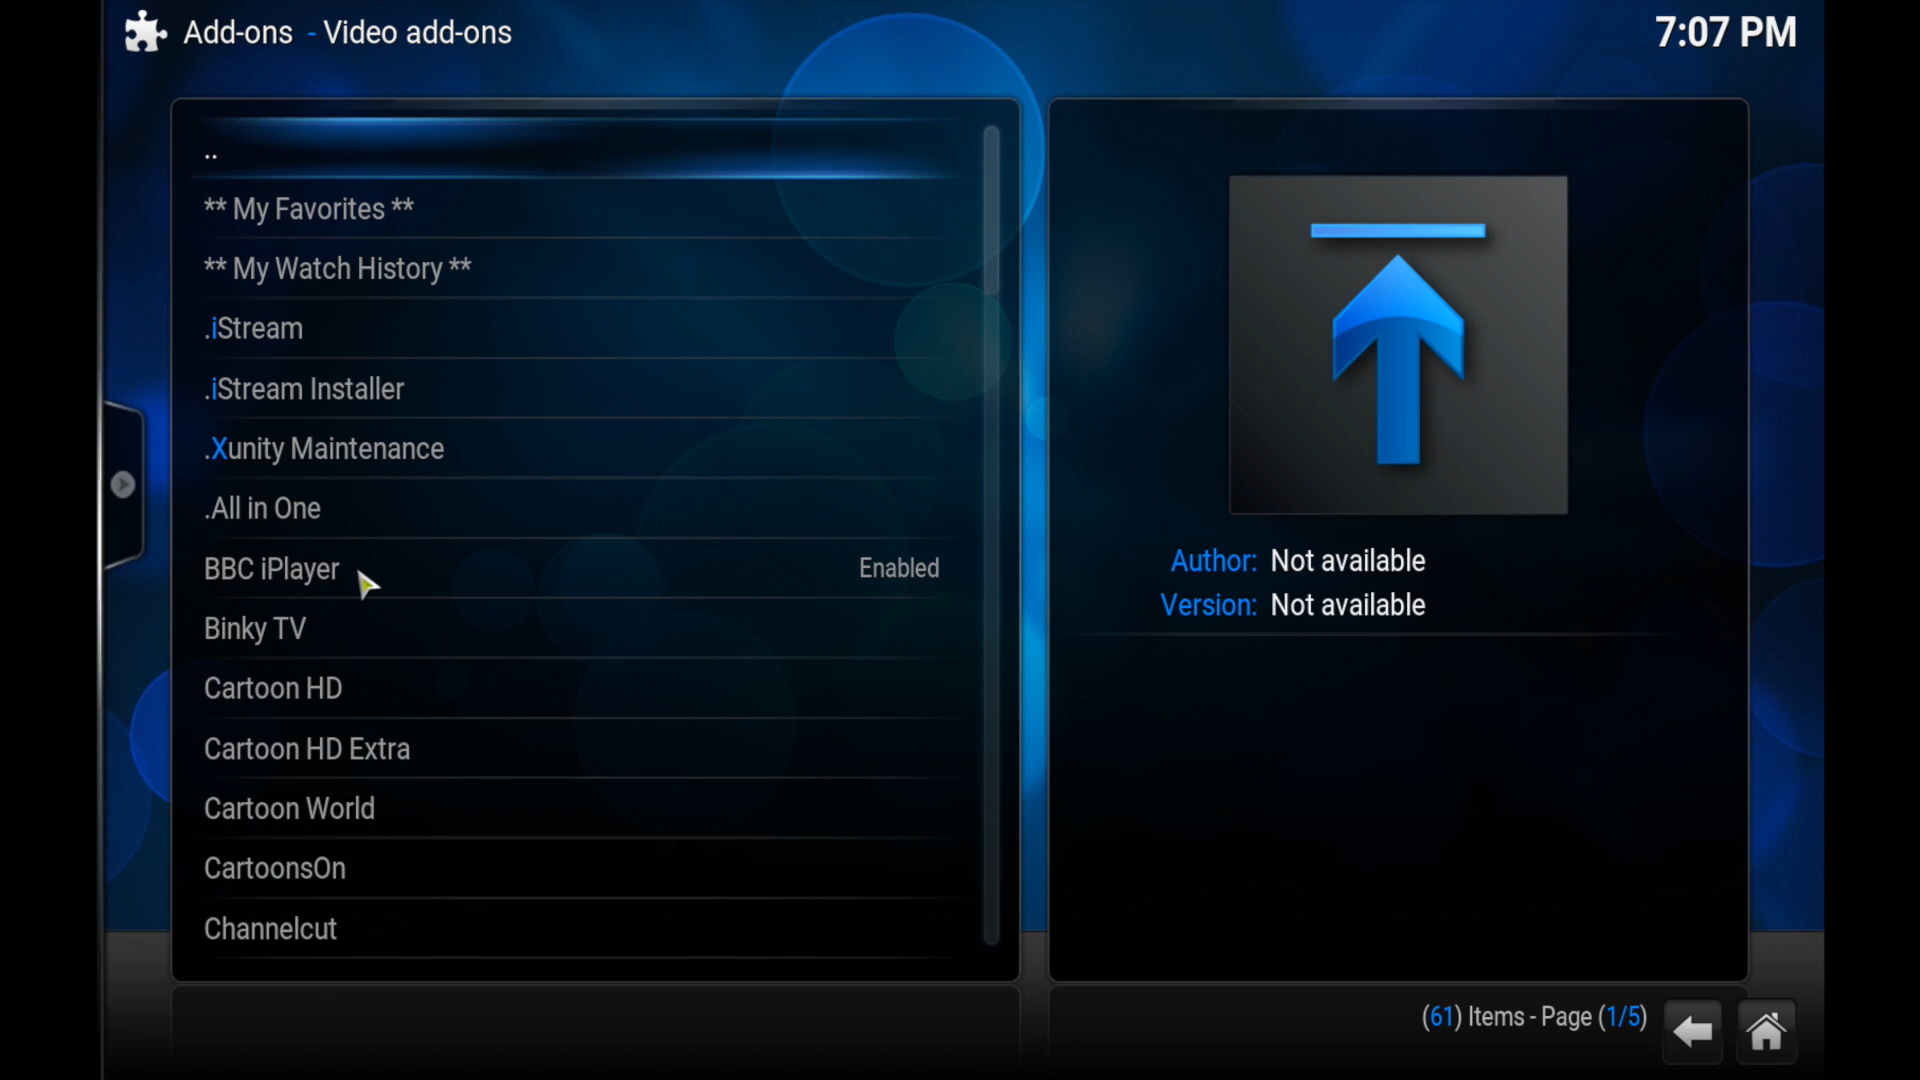 Add-ons - Video add-ons
7:07 PM
..
** My Favorites **
** My Watch History **
.iStream
.iStream Installer
.Xunity Maintenance
.All in One
BBC iPlayer Enabled
Binky TV
Cartoon HD
Cartoon HD Extra
Cartoon World
CartoonsOn
Channelcut
Author: Not available
Version: Not available
(61) Items - Page (1/5)